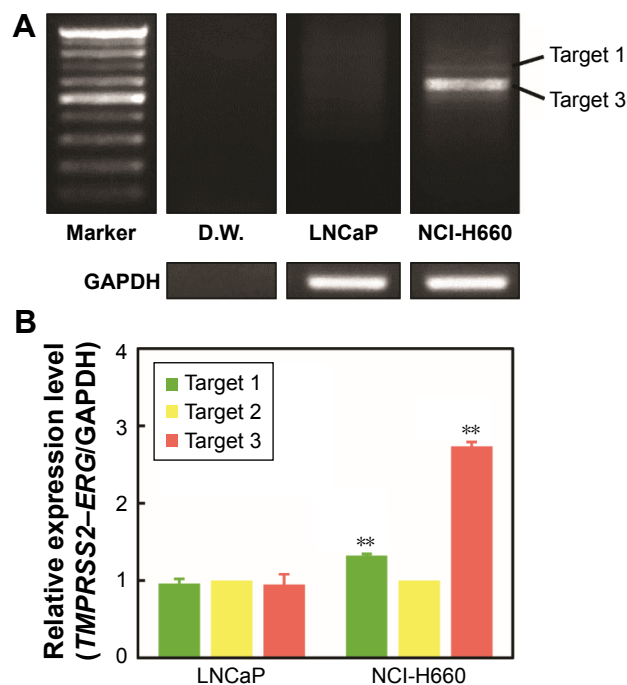 A
Target 1
Target 3
Marker D.W. LNCaP NCI-H660
GAPDH
B
Relative expression level
(TMPRSS2–ERG/GAPDH)
4
3
2
1
0
Target 1
Target 2
Target 3
**
**
LNCaP NCI-H660